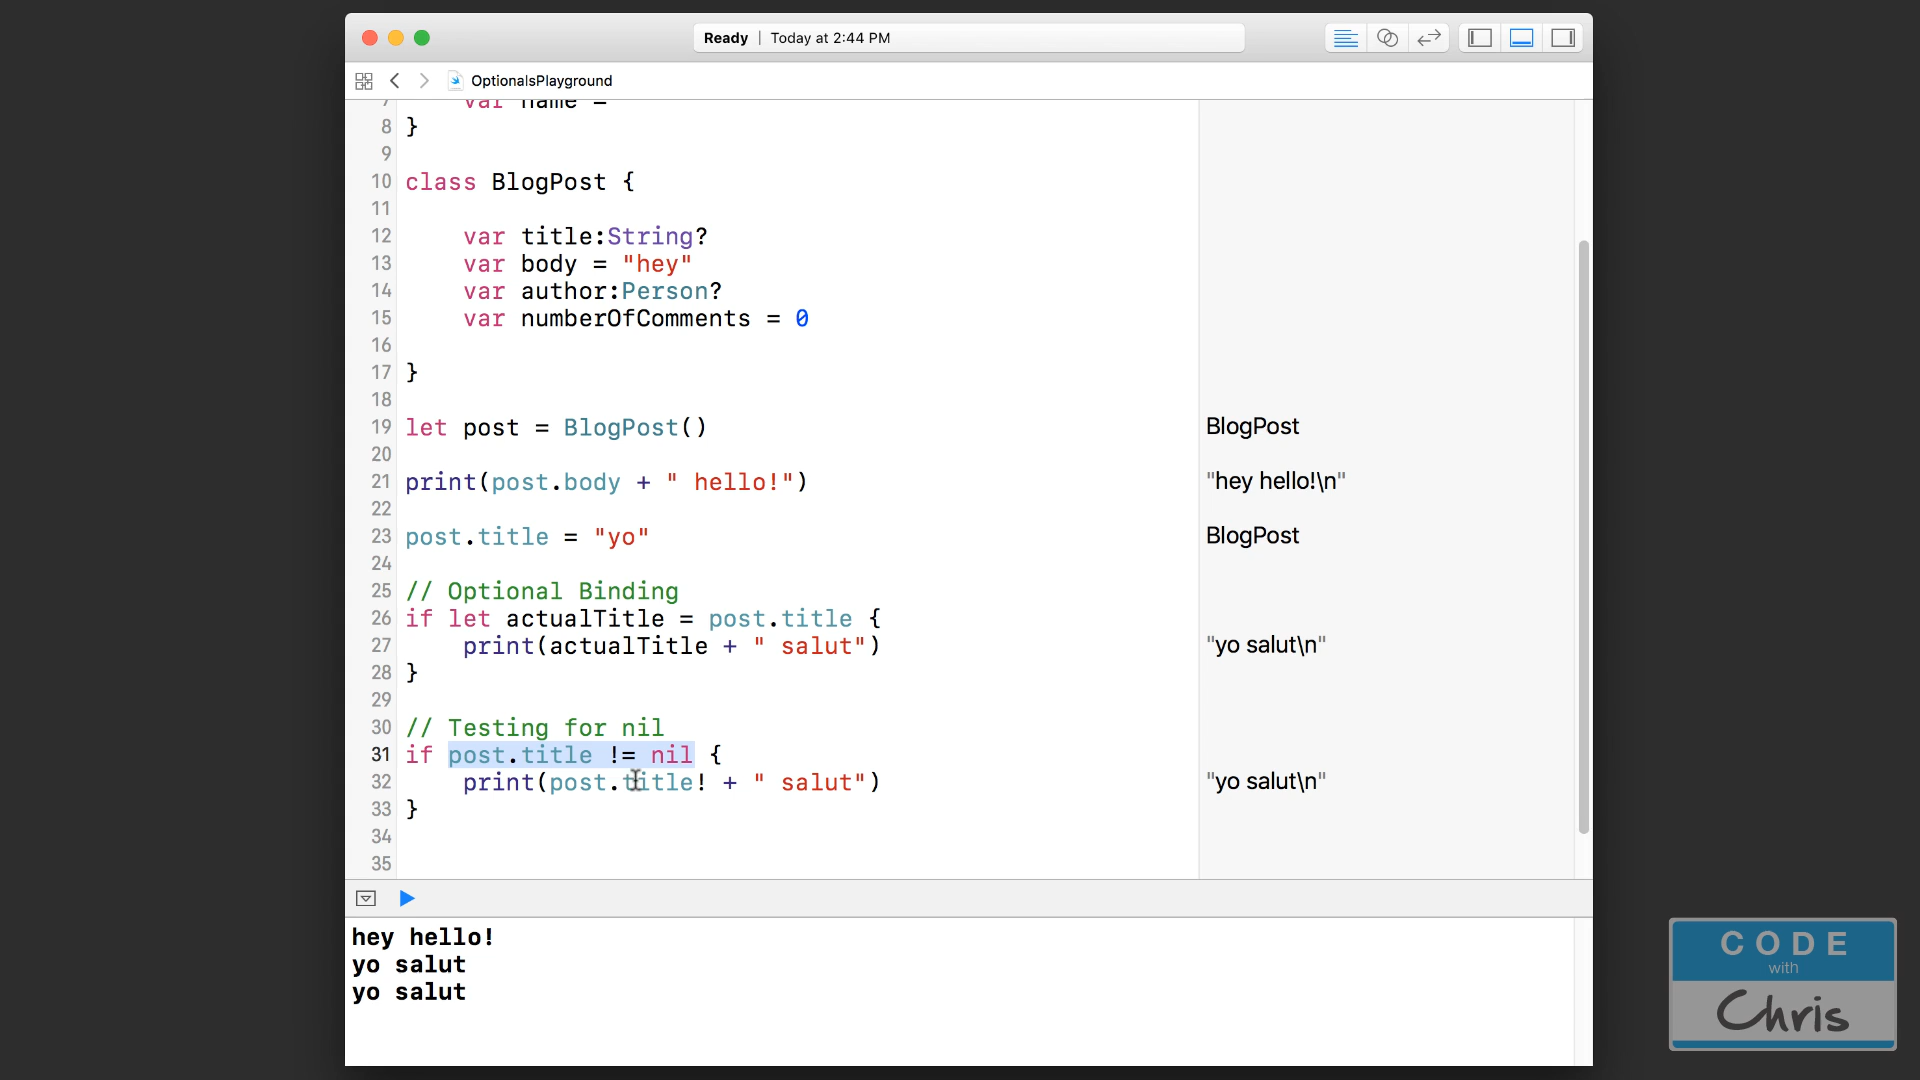 Ready | Today at 2:44 PM
OptionalsPlayground
7 var name =
8 }
9
10 class BlogPost {
11
12 var title:String?
13 var body = "hey"
14 var author:Person?
15 var numberOfComments = 0
16
17 }
18
19 let post = BlogPost() BlogPost
20
21 print(post.body + " hello!") "hey hello!\n"
22
23 post.title = "yo" BlogPost
24
25 // Optional Binding
26 if let actualTitle = post.title {
27 print(actualTitle + " salut") "yo salut\n"
28 }
29
30 // Testing for nil
31 if post.title != nil {
32 print(post.title! + " salut") "yo salut\n"
33 }
34
35
hey hello!
yo salut
yo salut
CODE
with
Chris